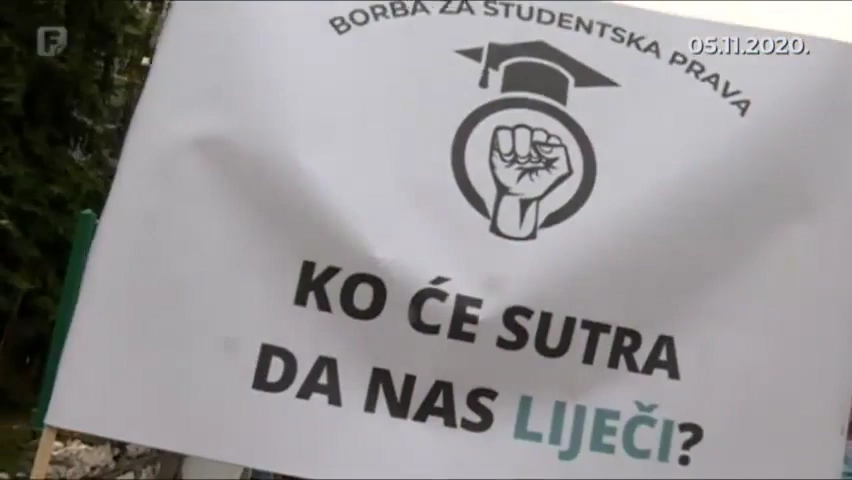 F
05.11.2020.
BORBA ZA STUDENTSKA PRAVA
KO ĆE SUTRA
DA NAS LIJEČI?